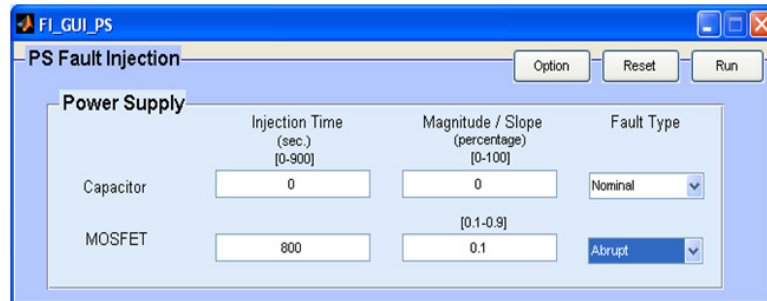 FI_GUI_PS
PS Fault Injection
Option Reset Run
Power Supply
Injection Time Magnitude / Slope Fault Type
(sec.) (percentage)
[0-900] [0-100]
Capacitor 0 0 Nominal
[0.1-0.9]
MOSFET 800 0.1 Abrupt